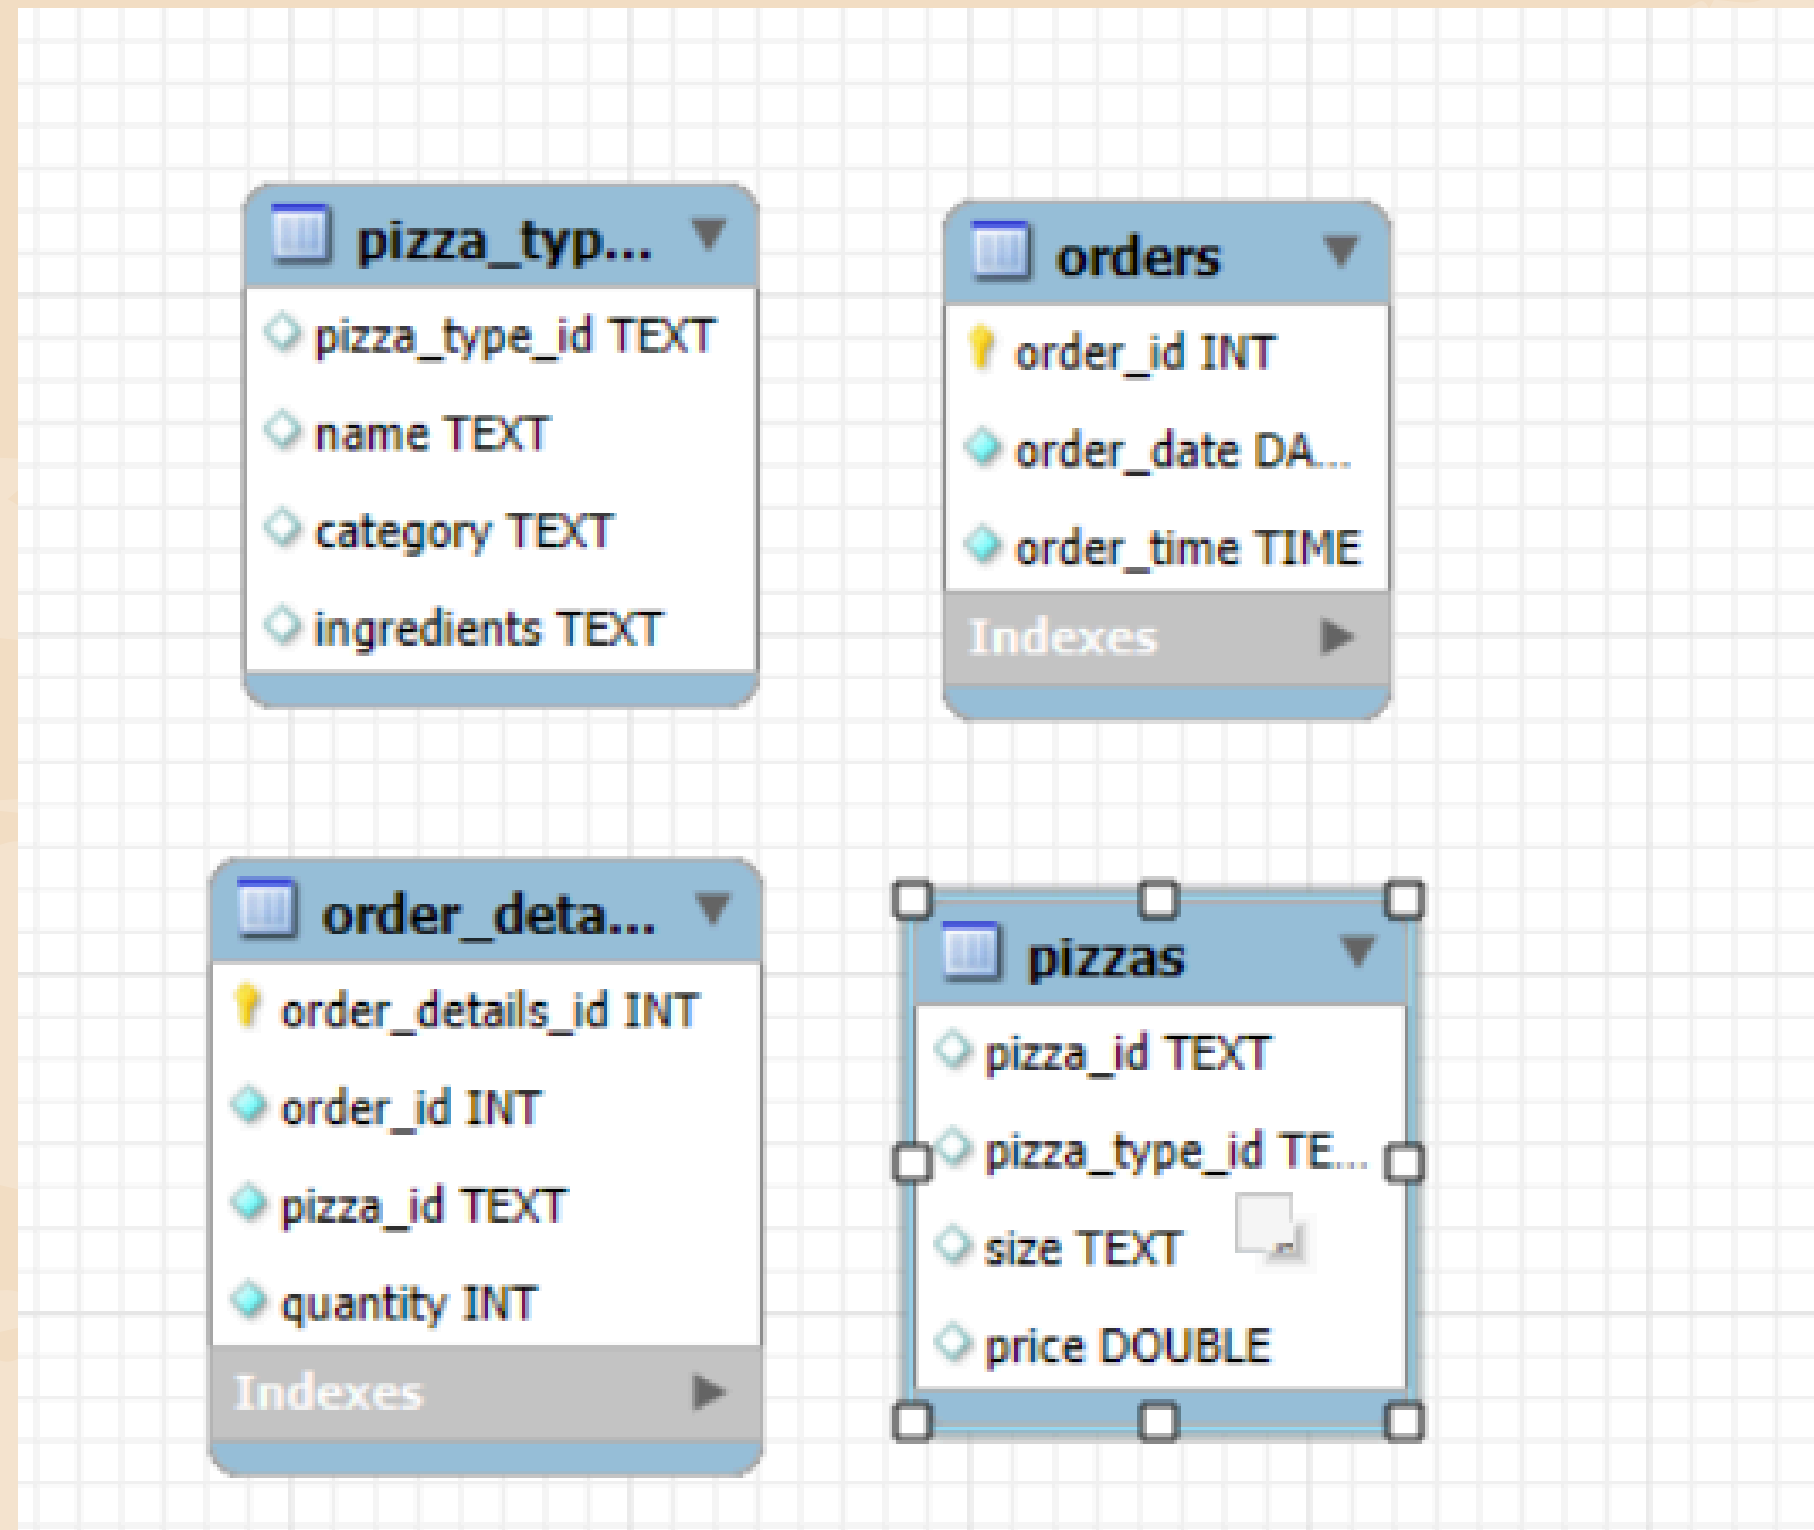 pizza_typ...
pizza_type_id TEXT
name TEXT
category TEXT
ingredients TEXT
orders
order_id INT
order_date DA...
order_time TIME
Indexes
order_deta...
order_details_id INT
order_id INT
pizza_id TEXT
quantity INT
Indexes
pizzas
pizza_id TEXT
pizza_type_id TE...
size TEXT
price DOUBLE